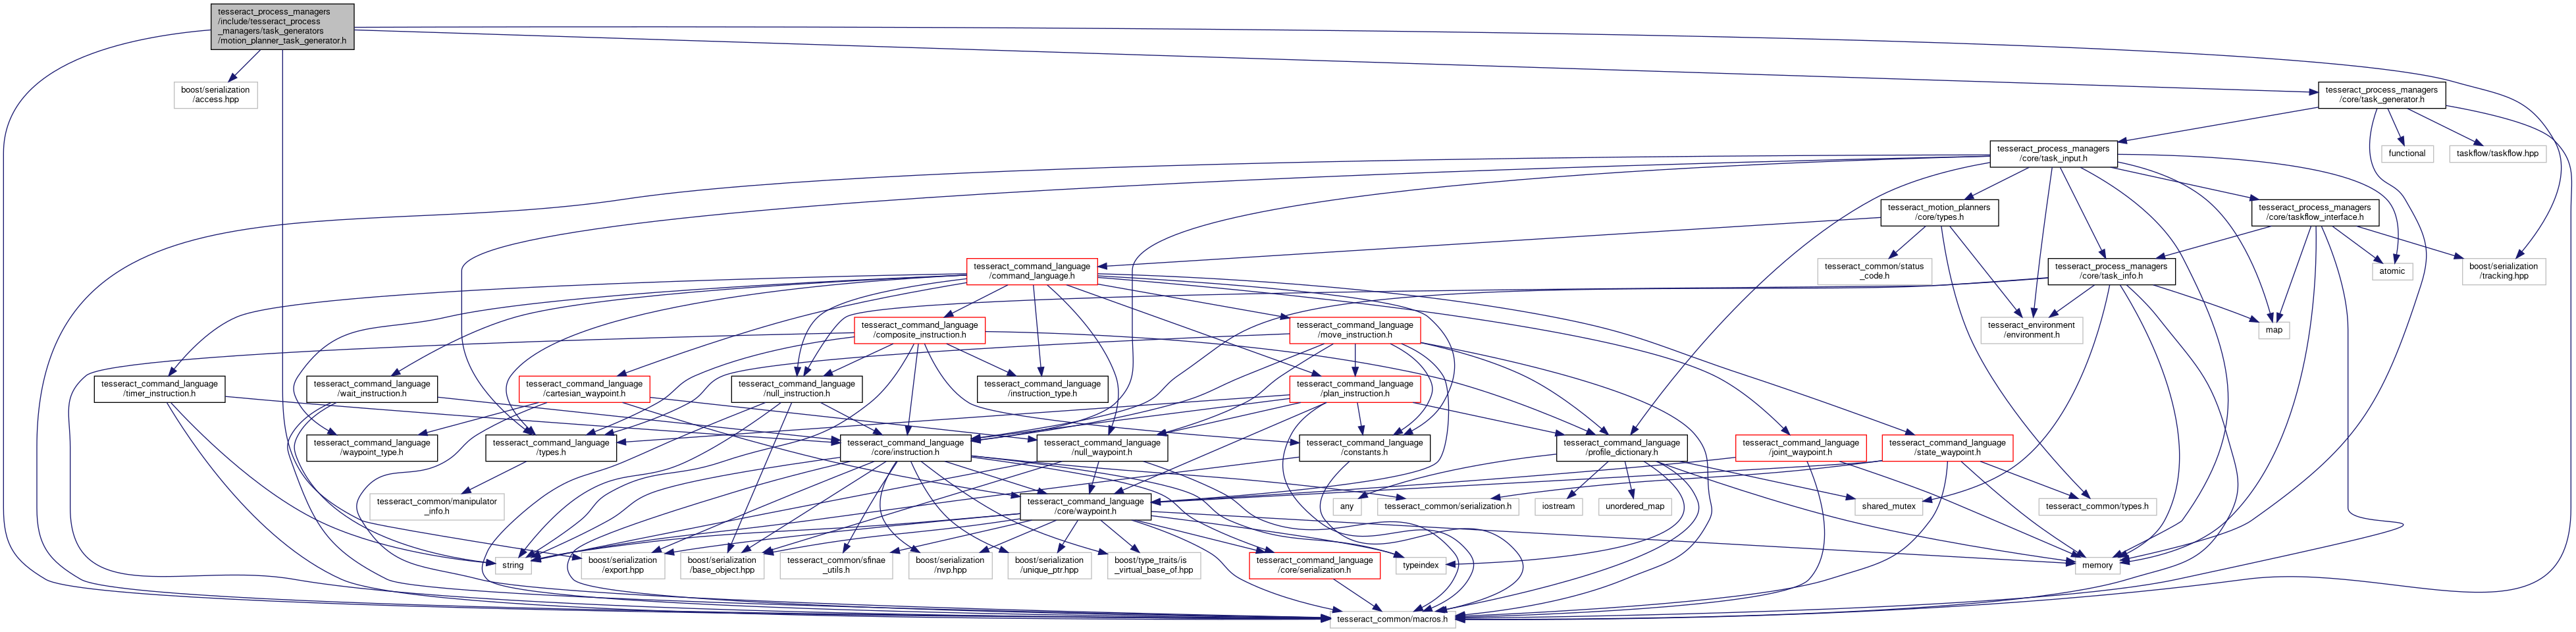 tesseract_process_managers
/include/tesseract_process
_managers/task_generators
/motion_planner_task_generator.h
boost/serialization
/access.hpp
tesseract_process_managers
/core/task_generator.h
functional
taskflow/taskflow.hpp
tesseract_process_managers
/core/task_input.h
tesseract_motion_planners
/core/types.h
tesseract_process_managers
/core/taskflow_interface.h
tesseract_command_language
/command_language.h
tesseract_common/status
_code.h
tesseract_process_managers
/core/task_info.h
atomic
boost/serialization
/tracking.hpp
tesseract_command_language
/composite_instruction.h
tesseract_command_language
/move_instruction.h
tesseract_environment
/environment.h
map
tesseract_command_language
/timer_instruction.h
tesseract_command_language
/wait_instruction.h
tesseract_command_language
/cartesian_waypoint.h
tesseract_command_language
/null_instruction.h
tesseract_command_language
/instruction_type.h
tesseract_command_language
/plan_instruction.h
tesseract_command_language
/waypoint_type.h
tesseract_command_language
/types.h
tesseract_command_language
/core/instruction.h
tesseract_command_language
/null_waypoint.h
tesseract_command_language
/constants.h
tesseract_command_language
/profile_dictionary.h
tesseract_command_language
/joint_waypoint.h
tesseract_command_language
/state_waypoint.h
tesseract_common/manipulator
_info.h
tesseract_command_language
/core/waypoint.h
any
tesseract_common/serialization.h
iostream
unordered_map
shared_mutex
tesseract_common/types.h
string
boost/serialization
/export.hpp
boost/serialization
/base_object.hpp
tesseract_common/sfinae
_utils.h
boost/serialization
/nvp.hpp
boost/serialization
/unique_ptr.hpp
boost/type_traits/is
_virtual_base_of.hpp
tesseract_command_language
/core/serialization.h
typeindex
memory
tesseract_common/macros.h